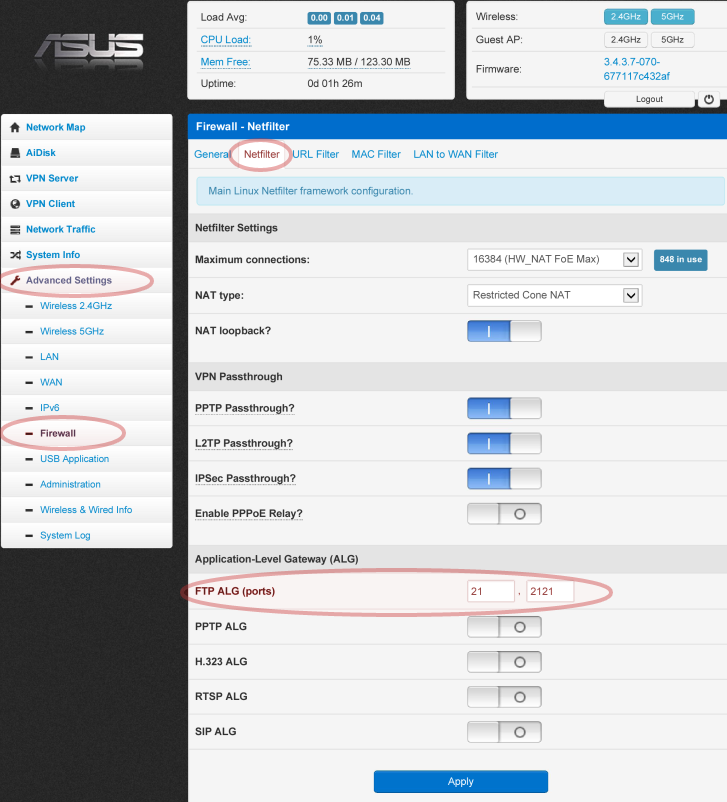 ASUS
Load Avg: 0.00 0.01 0.04
CPU Load: 1%
Mem Free: 75.33 MB / 123.30 MB
Uptime: 0d 01h 26m
Wireless: 2.4GHz 5GHz
Guest AP: 2.4GHz 5GHz
Firmware: 3.4.3.7-070-
677117c432af
Logout
Network Map
AiDisk
VPN Server
VPN Client
Network Traffic
System Info
Advanced Settings
Wireless 2.4GHz
Wireless 5GHz
LAN
WAN
IPv6
Firewall
USB Application
Administration
Wireless & Wired Info
System Log
Firewall - Netfilter
General Netfilter URL Filter MAC Filter LAN to WAN Filter
Main Linux Netfilter framework configuration.
Netfilter Settings
Maximum connections: 16384 (HW_NAT FoE Max) 848 in use
NAT type: Restricted Cone NAT
NAT loopback?
VPN Passthrough
PPTP Passthrough?
L2TP Passthrough?
IPSec Passthrough?
Enable PPPoE Relay?
Application-Level Gateway (ALG)
FTP ALG (ports) 21 , 2121
PPTP ALG
H.323 ALG
RTSP ALG
SIP ALG
Apply